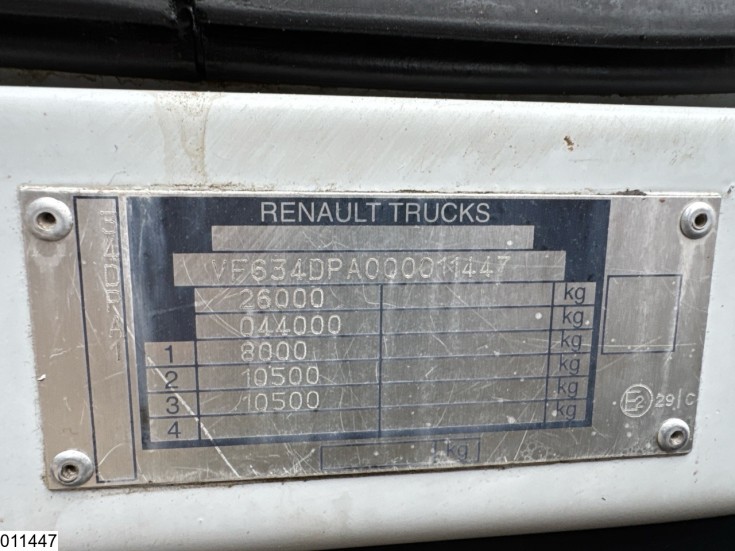 RENAULT TRUCKS
VF634DPA000011447
26000 kg
044000 kg
1 8000 kg
2 10500 kg
3 10500 kg
4 kg
kg
34DPA1
E2 29/C
011447